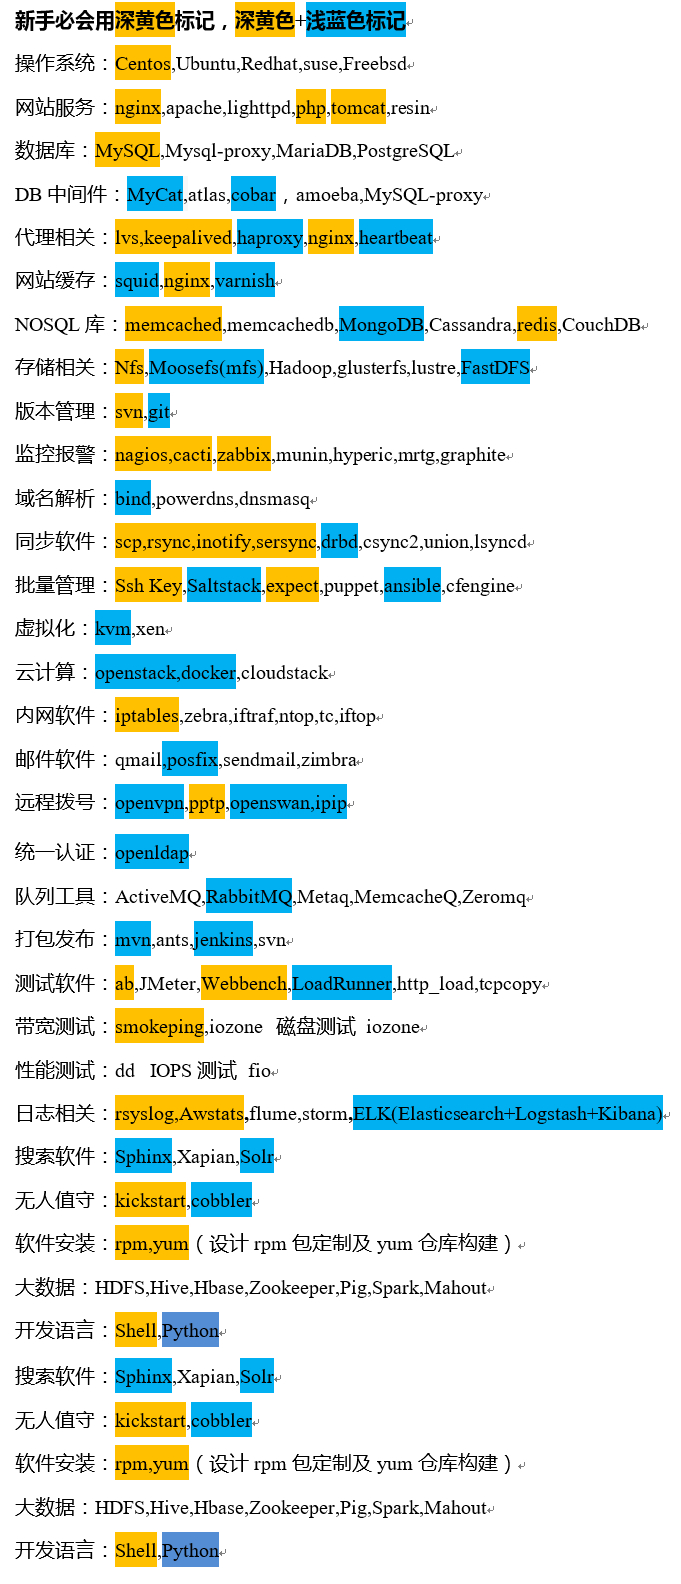 新手必会用深黄色标记，深黄色+浅蓝色标记
操作系统：Centos,Ubuntu,Redhat,suse,Freebsd
网站服务：nginx,apache,lighttpd,php,tomcat,resin
数据库：MySQL,Mysql-proxy,MariaDB,PostgreSQL
DB 中间件：MyCat,atlas,cobar，amoeba,MySQL-proxy
代理相关：lvs,keepalived,haproxy,nginx,heartbeat
网站缓存：squid,nginx,varnish
NOSQL 库：memcached,memcachedb,MongoDB,Cassandra,redis,CouchDB
存储相关：Nfs,Moosefs(mfs),Hadoop,glusterfs,lustre,FastDFS
版本管理：svn,git
监控报警：nagios,cacti,zabbix,munin,hyperic,mrtg,graphite
域名解析：bind,powerdns,dnsmasq
同步软件：scp,rsync,inotify,sersync,drbd,csync2,union,lsyncd
批量管理：Ssh Key,Saltstack,expect,puppet,ansible,cfengine
虚拟化：kvm,xen
云计算：openstack,docker,cloudstack
内网软件：iptables,zebra,iftraf,ntop,tc,iftop
邮件软件：qmail,posfix,sendmail,zimbra
远程拨号：openvpn,pptp,openswan,ipip
统一认证：openldap
队列工具：ActiveMQ,RabbitMQ,Metaq,MemcacheQ,Zeromq
打包发布：mvn,ants,jenkins,svn
测试软件：ab,JMeter,Webbench,LoadRunner,http_load,tcpcopy
带宽测试：smokeping,iozone 磁盘测试 iozone
性能测试：dd IOPS 测试 fio
日志相关：rsyslog,Awstats,flume,storm,ELK(Elasticsearch+Logstash+Kibana)
搜索软件：Sphinx,Xapian,Solr
无人值守：kickstart,cobbler
软件安装：rpm,yum（设计 rpm 包定制及 yum 仓库构建）
大数据：HDFS,Hive,Hbase,Zookeeper,Pig,Spark,Mahout
开发语言：Shell,Python
搜索软件：Sphinx,Xapian,Solr
无人值守：kickstart,cobbler
软件安装：rpm,yum（设计 rpm 包定制及 yum 仓库构建）
大数据：HDFS,Hive,Hbase,Zookeeper,Pig,Spark,Mahout
开发语言：Shell,Python